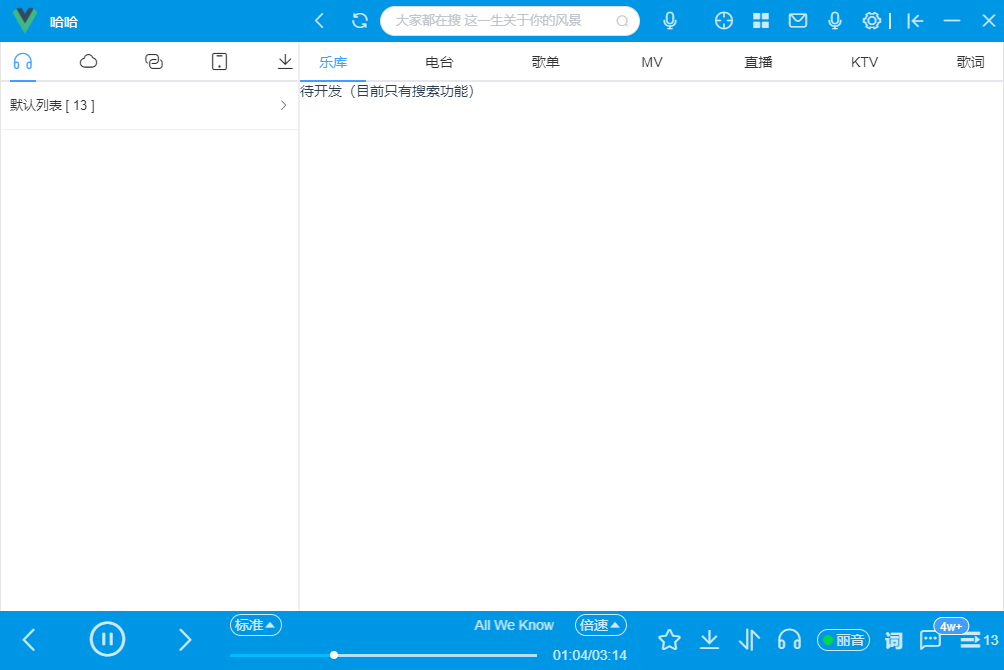 哈哈
大家都在搜 这一生关于你的风景
乐库 电台 歌单 MV 直播 KTV 歌词
默认列表 [ 13 ]
待开发（目前只有搜索功能）
标准 All We Know 倍速
01:04/03:14
丽音 词 4w+ 13